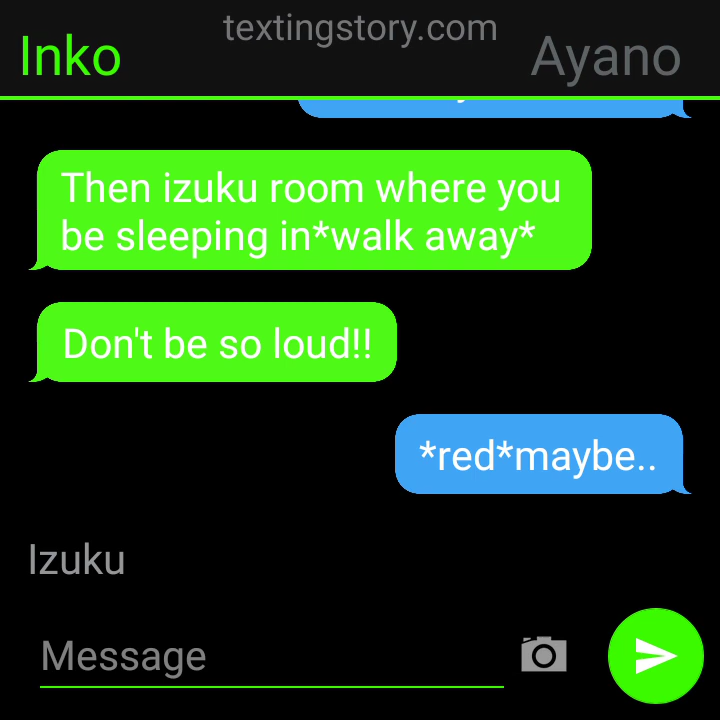 textingstory.com
Inko
Ayano
Then izuku room where you
be sleeping in*walk away*
Don't be so loud!!
*red*maybe..
Izuku
Message